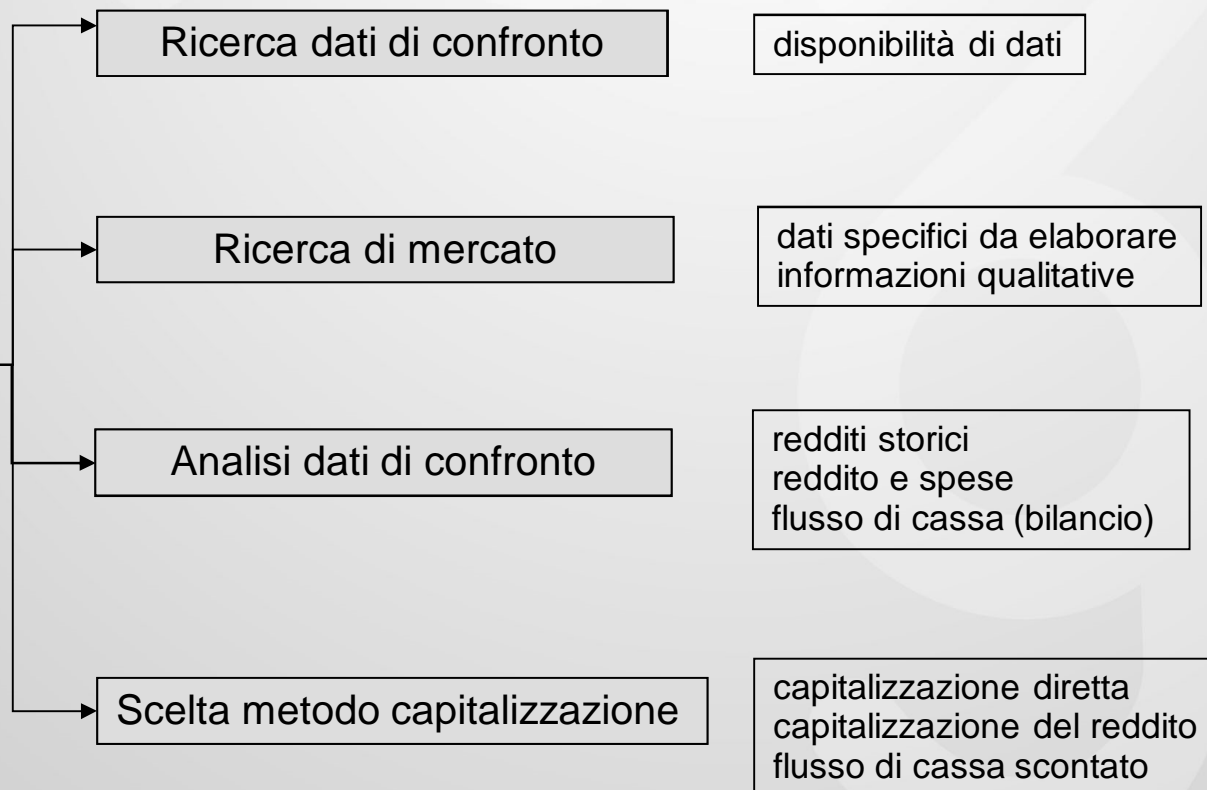 Ricerca dati di confronto
disponibilità di dati
Ricerca di mercato
dati specifici da elaborare
informazioni qualitative
Analisi dati di confronto
redditi storici
reddito e spese
flusso di cassa (bilancio)
Scelta metodo capitalizzazione
capitalizzazione diretta
capitalizzazione del reddito
flusso di cassa scontato